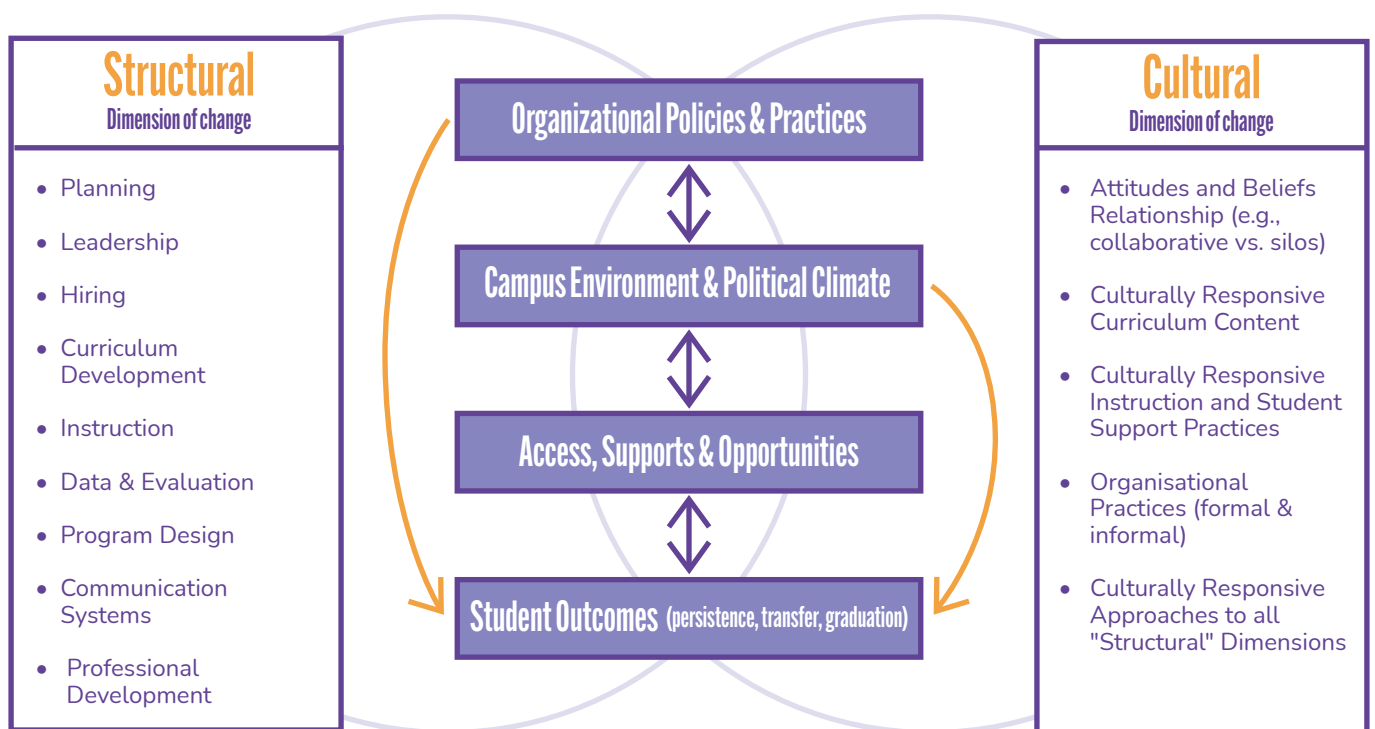 Structural
Dimension of change
• Planning
• Leadership
• Hiring
• Curriculum
Development
• Instruction
• Data & Evaluation
• Program Design
• Communication
Systems
• Professional
Development
Organizational Policies & Practices
Campus Environment & Political Climate
Access, Supports & Opportunities
Student Outcomes (persistence, transfer, graduation)
Cultural
Dimension of change
• Attitudes and Beliefs
Relationship (e.g.,
collaborative vs. silos)
• Culturally Responsive
Curriculum Content
• Culturally Responsive
Instruction and Student
Support Practices
• Organisational
Practices (formal &
informal)
• Culturally Responsive
Approaches to all
"Structural" Dimensions